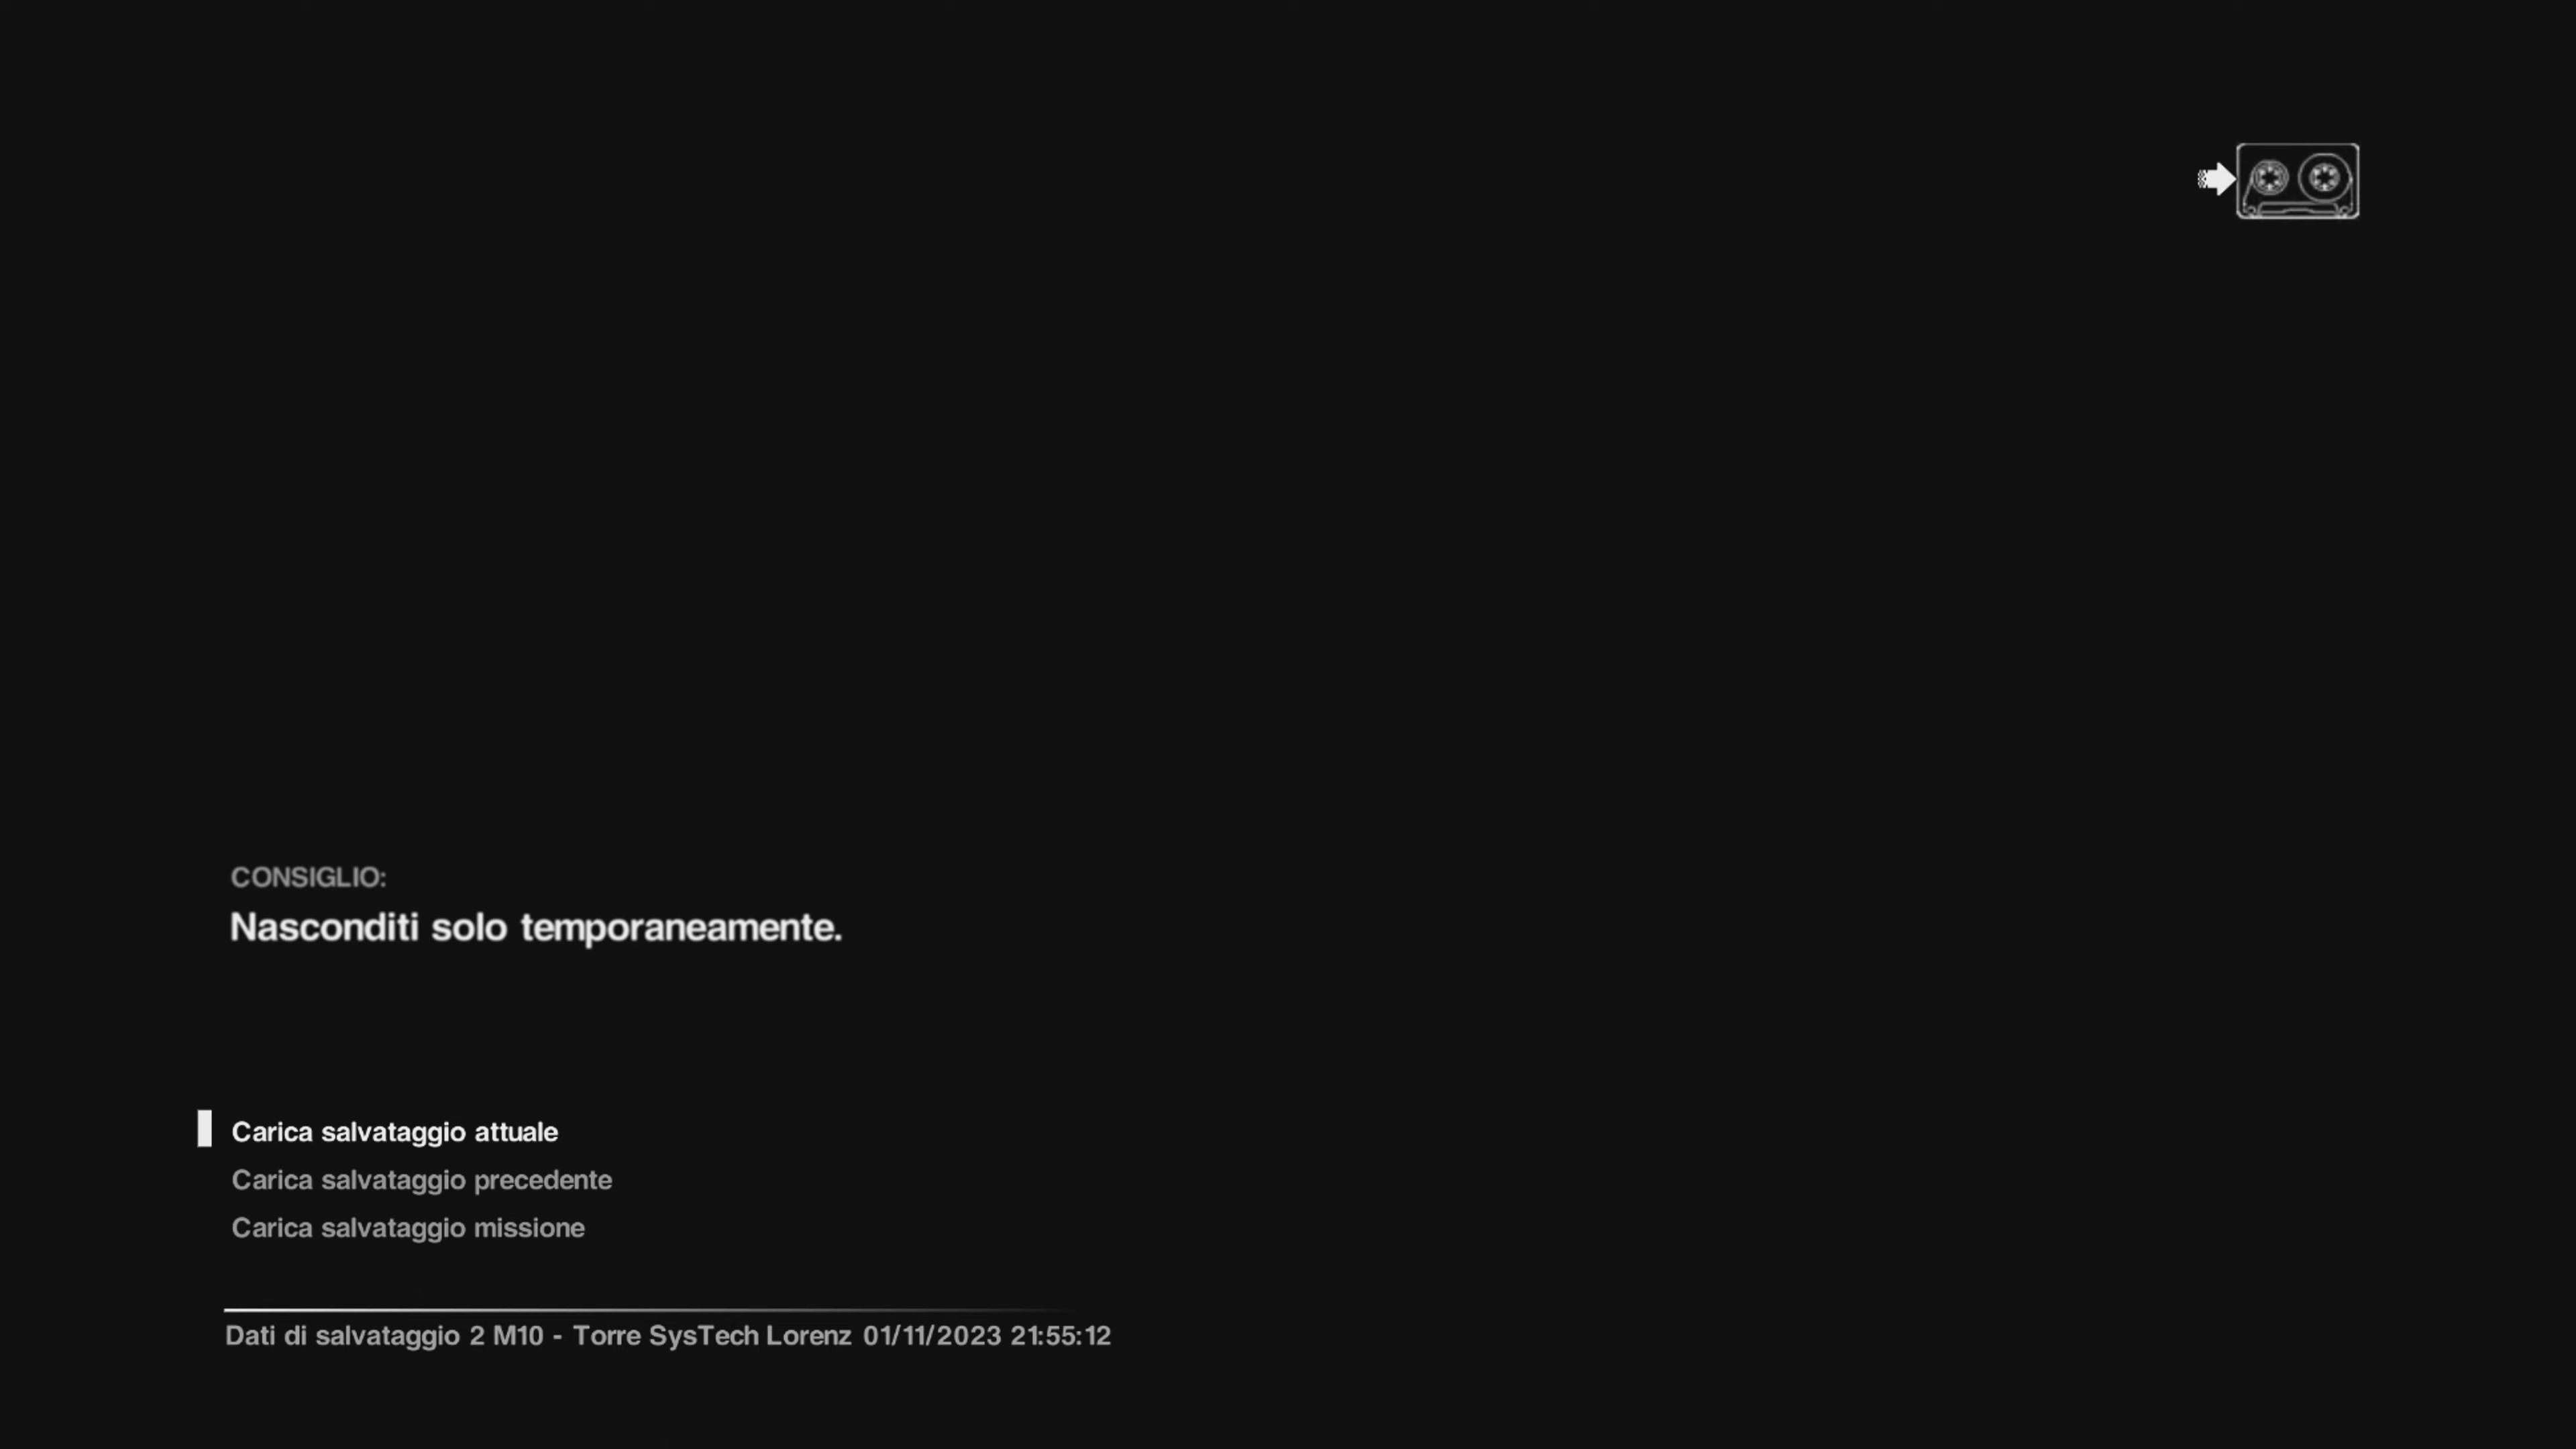 CONSIGLIO:
Nasconditi solo temporaneamente.
Carica salvataggio attuale
Carica salvataggio precedente
Carica salvataggio missione
Dati di salvataggio 2 M10 - Torre SysTech Lorenz 01/11/2023 21:55:12